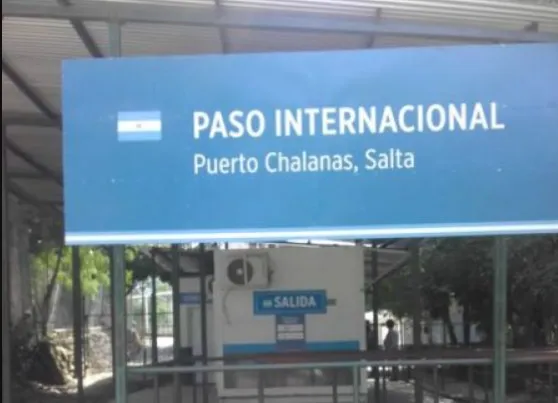 PASO INTERNACIONAL
Puerto Chalanas, Salta
SALIDA